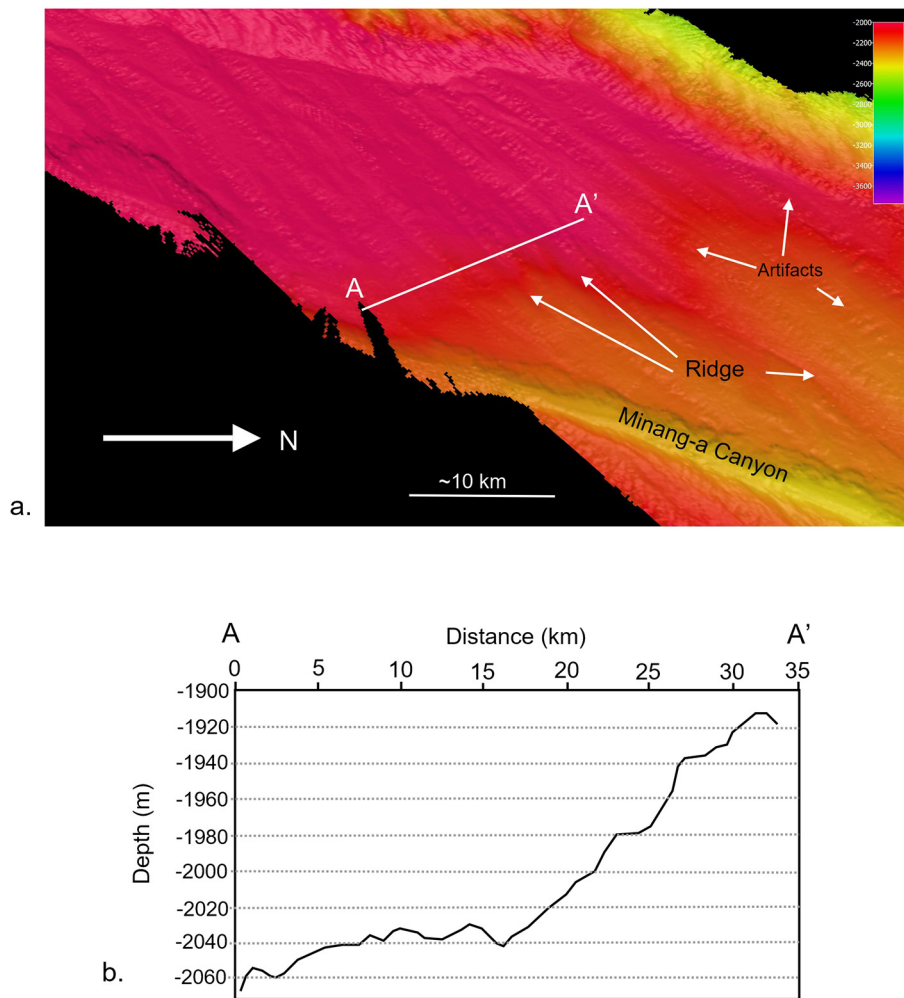 -2000
-2200
-2400
-2600
-2800
-3000
-3200
-3400
-3600
A’
Artifacts
A
Ridge
Minang-a Canyon
N
~10 km
a.
A
Distance (km)
A’
0 5 10 15 20 25 30 35
-1900
-1920
-1940
-1960
-1980
-2000
-2020
-2040
-2060
Depth (m)
b.